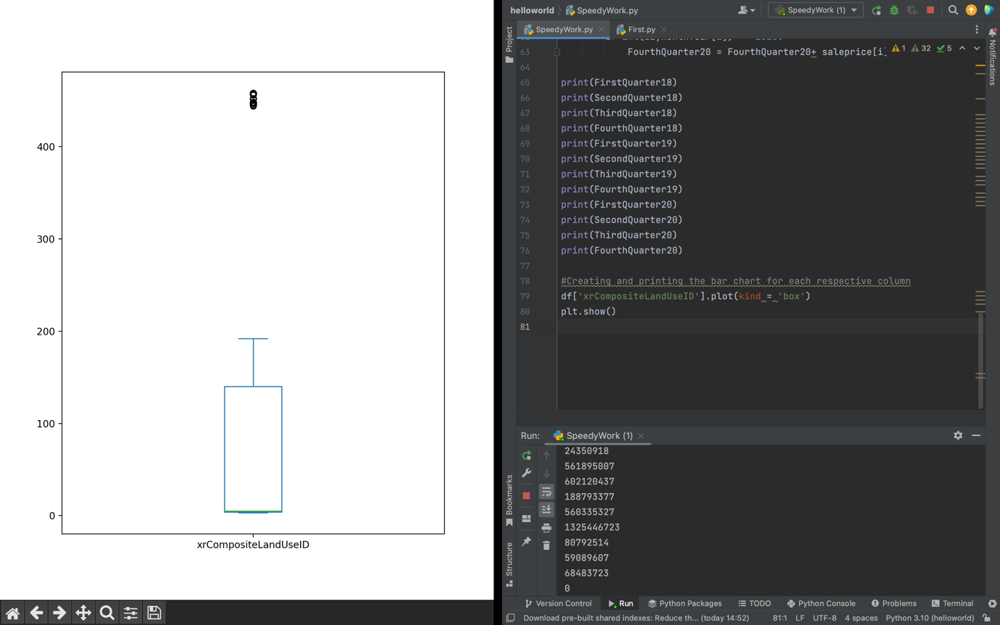 400
300
200
100
0
xrCompositeLandUseID
helloworld SpeedyWork.py SpeedyWork (1)
SpeedyWork.py First.py
Project
Notifications
63 FourthQuarter20 = FourthQuarter20+ saleprice[i] 1 32 5
64
65 print(FirstQuarter18)
66 print(SecondQuarter18)
67 print(ThirdQuarter18)
68 print(FourthQuarter18)
69 print(FirstQuarter19)
70 print(SecondQuarter19)
71 print(ThirdQuarter19)
72 print(FourthQuarter19)
73 print(FirstQuarter20)
74 print(SecondQuarter20)
75 print(ThirdQuarter20)
76 print(FourthQuarter20)
77
78 #Creating and printing the bar chart for each respective column
79 df['xrCompositeLandUseID'].plot(kind = 'box')
80 plt.show()
81
Run: SpeedyWork (1)
24350918
561895007
602120437
188793377
560335327
1325446723
80792514
59089607
68483723
0
Bookmarks
Structure
Version Control Run Python Packages TODO Python Console Problems Terminal
Download pre-built shared indexes: Reduce th... (today 14:52) 81:1 LF UTF-8 4 spaces Python 3.10 (helloworld)